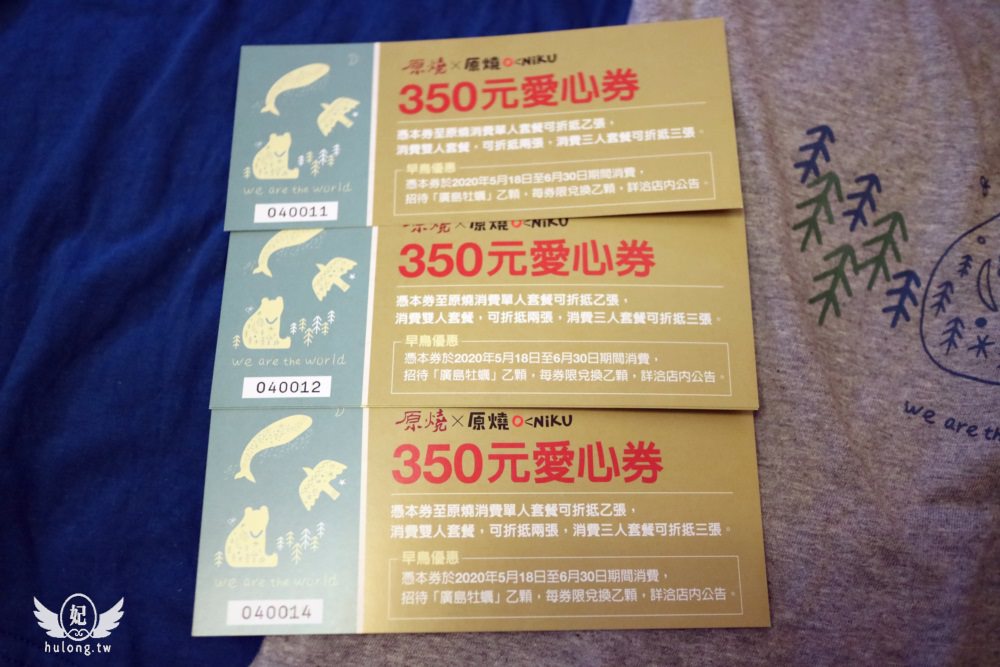 原燒×原燒O<NiKU
350元愛心券
憑本券至原燒消費單人套餐可折抵乙張，
消費雙人套餐，可折抵兩張，消費三人套餐可折抵三張。
早鳥優惠
憑本券於2020年5月18日至6月30日期間消費，
招待「廣島牡蠣」乙顆，每券限兌換乙顆，詳洽店內公告。
we are the world
040011
原燒×原燒O<NiKU
350元愛心券
憑本券至原燒消費單人套餐可折抵乙張，
消費雙人套餐，可折抵兩張，消費三人套餐可折抵三張。
早鳥優惠
憑本券於2020年5月18日至6月30日期間消費，
招待「廣島牡蠣」乙顆，每券限兌換乙顆，詳洽店內公告。
we are the world
040012
原燒×原燒O<NiKU
350元愛心券
憑本券至原燒消費單人套餐可折抵乙張，
消費雙人套餐，可折抵兩張，消費三人套餐可折抵三張。
早鳥優惠
憑本券於2020年5月18日至6月30日期間消費，
招待「廣島牡蠣」乙顆，每券限兌換乙顆，詳洽店內公告。
we are the world
040014
we are the
妃
hulong.tw